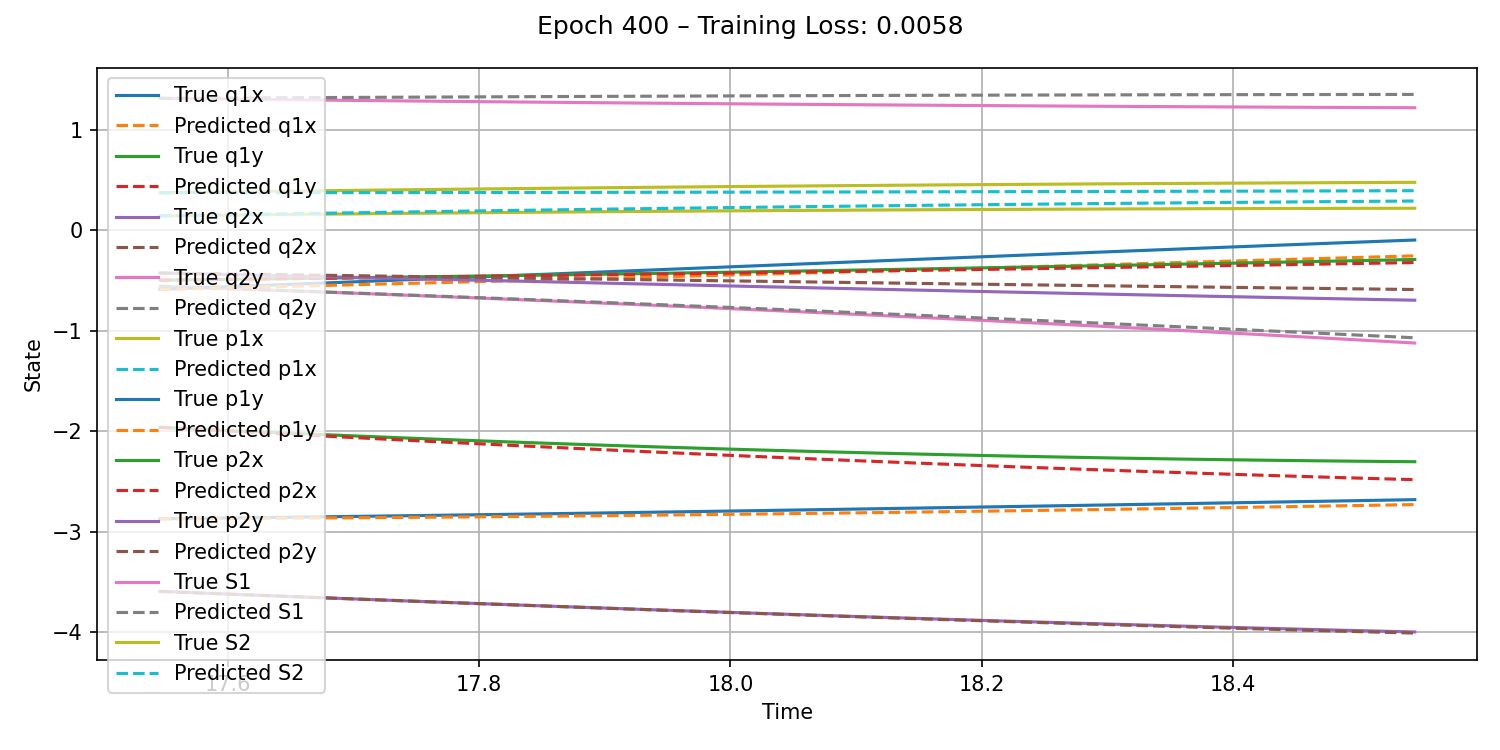 Epoch 400 – Training Loss: 0.0058
True q1x
Predicted q1x
True q1y
Predicted q1y
True q2x
Predicted q2x
True q2y
Predicted q2y
True p1x
Predicted p1x
True p1y
Predicted p1y
True p2x
Predicted p2x
True p2y
Predicted p2y
True S1
Predicted S1
True S2
Predicted S2
1
0
−1
−2
−3
−4
State
17.6
17.8
18.0
18.2
18.4
Time